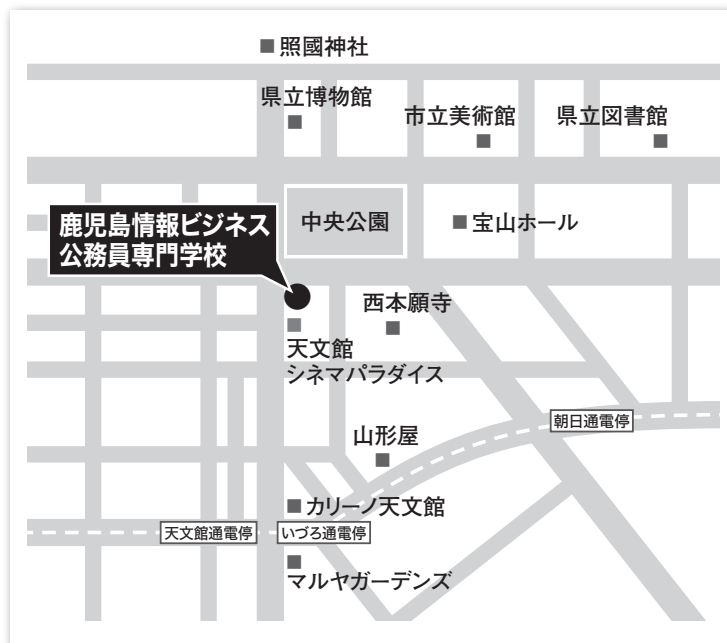 照國神社
県立博物館
市立美術館
県立図書館
鹿児島情報ビジネス
公務員専門学校
中央公園
宝山ホール
西本願寺
天文館
シネマパラダイス
朝日通電停
山形屋
カリーノ天文館
天文館通電停
いづろ通電停
マルヤガーデンズ